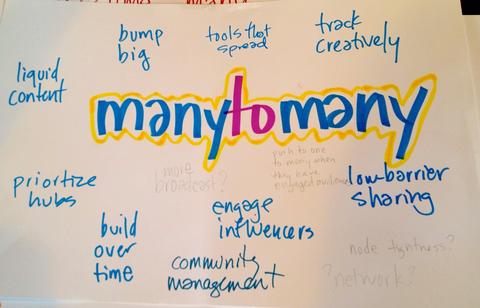 bump
big
tools that
spread
track
creatively
liquid
content
manytomany
more
broadcast?
push to one
to many when
they have
engaged audience
low barrier
sharing
prioritize
hubs
build
over
time
engage
influencers
community
management
node tightness?
?network?